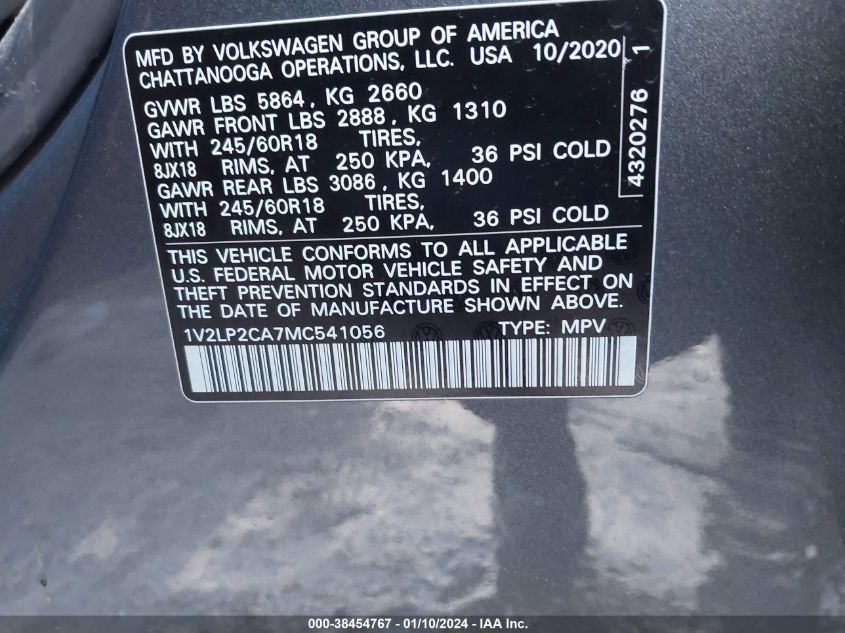 MFD BY VOLKSWAGEN GROUP OF AMERICA
CHATTANOOGA OPERATIONS, LLC. USA 10/2020
GVWR LBS 5864, KG 2660
GAWR FRONT LBS 2888, KG 1310
WITH 245/60R18 TIRES,
8JX18 RIMS, AT 250 KPA, 36 PSI COLD
GAWR REAR LBS 3086, KG 1400
WITH 245/60R18 TIRES,
8JX18 RIMS, AT 250 KPA, 36 PSI COLD
4320276 1
THIS VEHICLE CONFORMS TO ALL APPLICABLE
U.S. FEDERAL MOTOR VEHICLE SAFETY AND
THEFT PREVENTION STANDARDS IN EFFECT ON
THE DATE OF MANUFACTURE SHOWN ABOVE.
1V2LP2CA7MC541056 TYPE: MPV
000-38454767 - 01/10/2024 - IAA Inc.